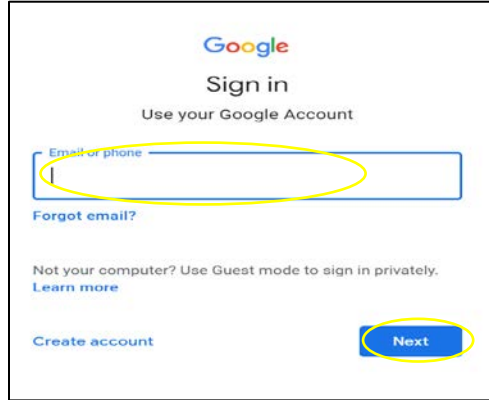 Google
Sign in
Use your Google Account
Email or phone
Forgot email?
Not your computer? Use Guest mode to sign in privately.
Learn more
Create account
Next